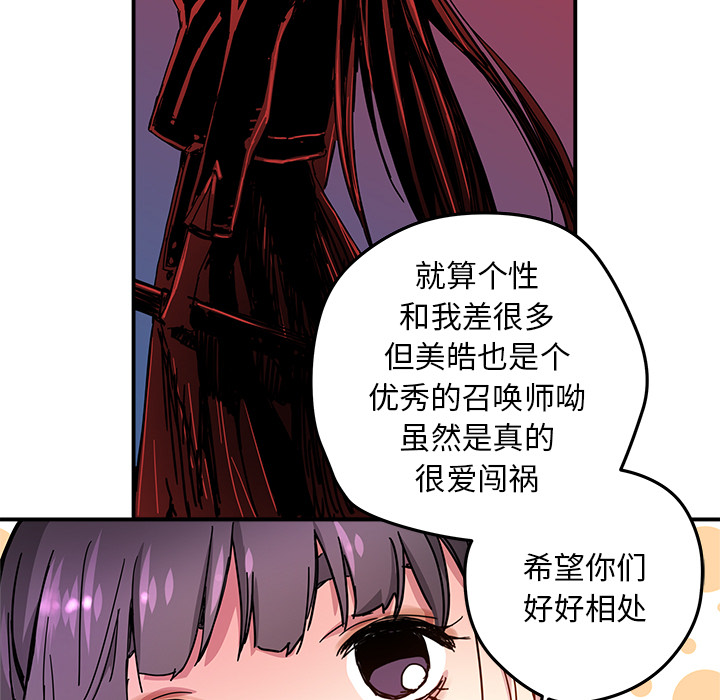 就算个性
和我差很多
但美皓也是个
优秀的召唤师呦
虽然是真的
很爱闯祸
希望你们
好好相处